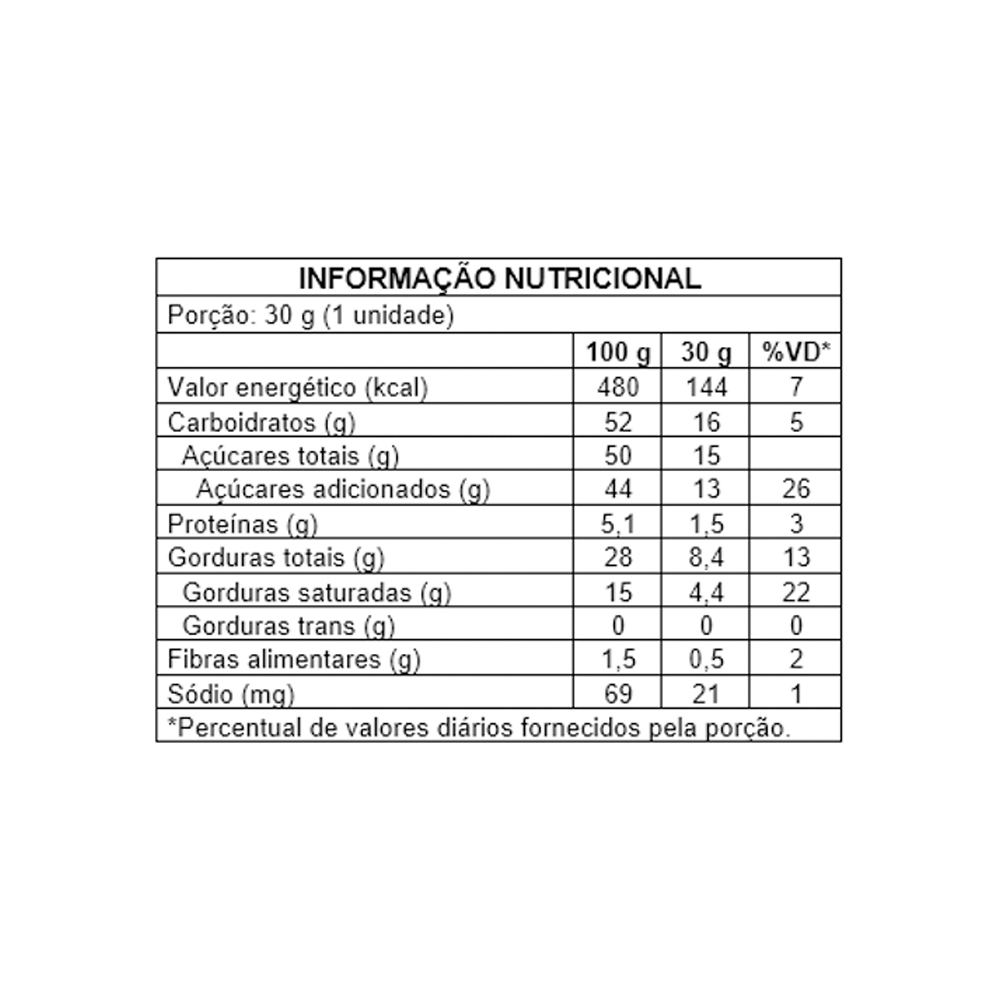 INFORMAÇÃO NUTRICIONAL
Porção: 30 g (1 unidade)
100 g 30 g %VD*
Valor energético (kcal) 480 144 7
Carboidratos (g) 52 16 5
Açúcares totais (g) 50 15
Açúcares adicionados (g) 44 13 26
Proteínas (g) 5,1 1,5 3
Gorduras totais (g) 28 8,4 13
Gorduras saturadas (g) 15 4,4 22
Gorduras trans (g) 0 0 0
Fibras alimentares (g) 1,5 0,5 2
Sódio (mg) 69 21 1
*Percentual de valores diários fornecidos pela porção.